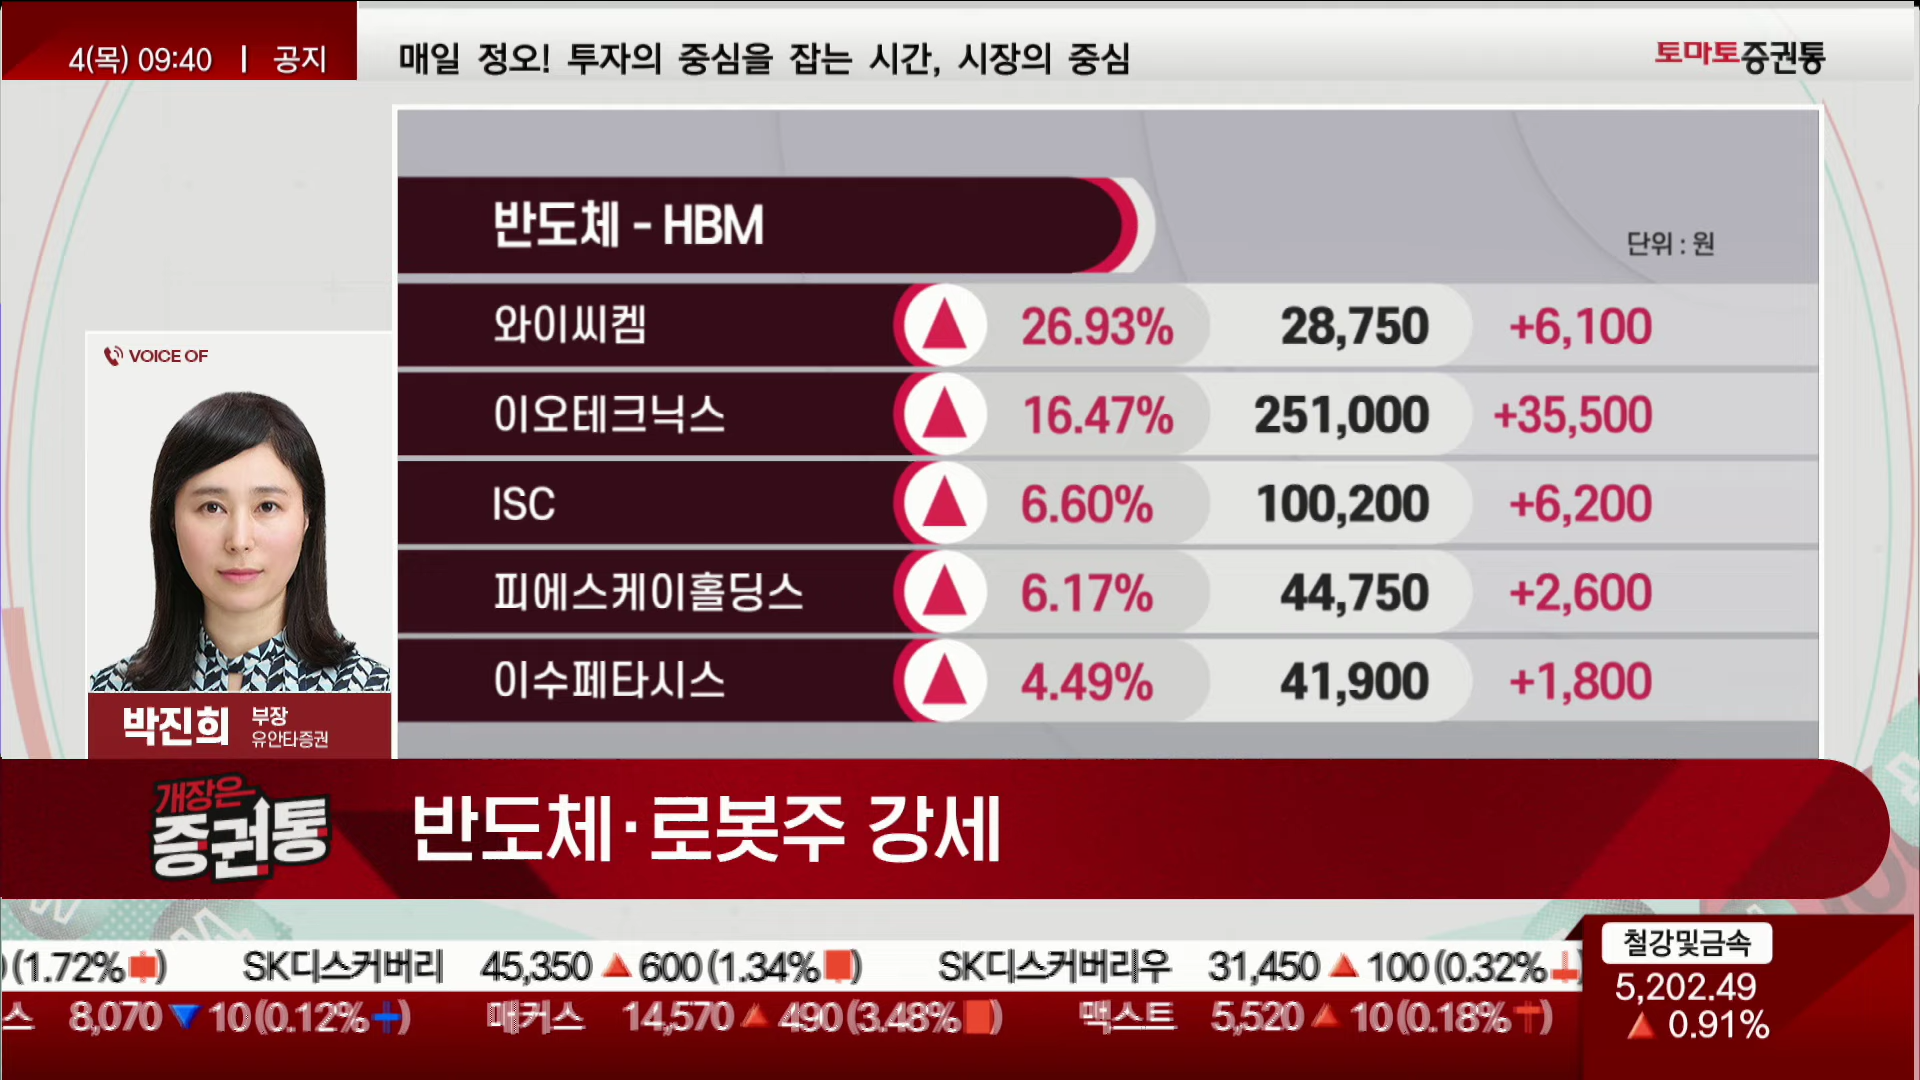 4(목) 09:40 | 공지
매일 정오! 투자의 중심을 잡는 시간, 시장의 중심
토마토증권통
반도체 - HBM
단위 : 원
와이씨켐 ▲ 26.93% 28,750 +6,100
이오테크닉스 ▲ 16.47% 251,000 +35,500
ISC ▲ 6.60% 100,200 +6,200
피에스케이홀딩스 ▲ 6.17% 44,750 +2,600
이수페타시스 ▲ 4.49% 41,900 +1,800
VOICE OF
박진희 부장
유안타증권
개장은
증권통
반도체·로봇주 강세
(1.72% ) SK디스커버리 45,350 ▲ 600 (1.34% ) SK디스커버리우 31,450 ▲ 100 (0.32%
스 8,070 ▼ 10 (0.12% ) 매커스 14,570 ▲ 490 (3.48% ) 맥스트 5,520 ▲ 10 (0.18% )
철강및금속
5,202.49
▲ 0.91%